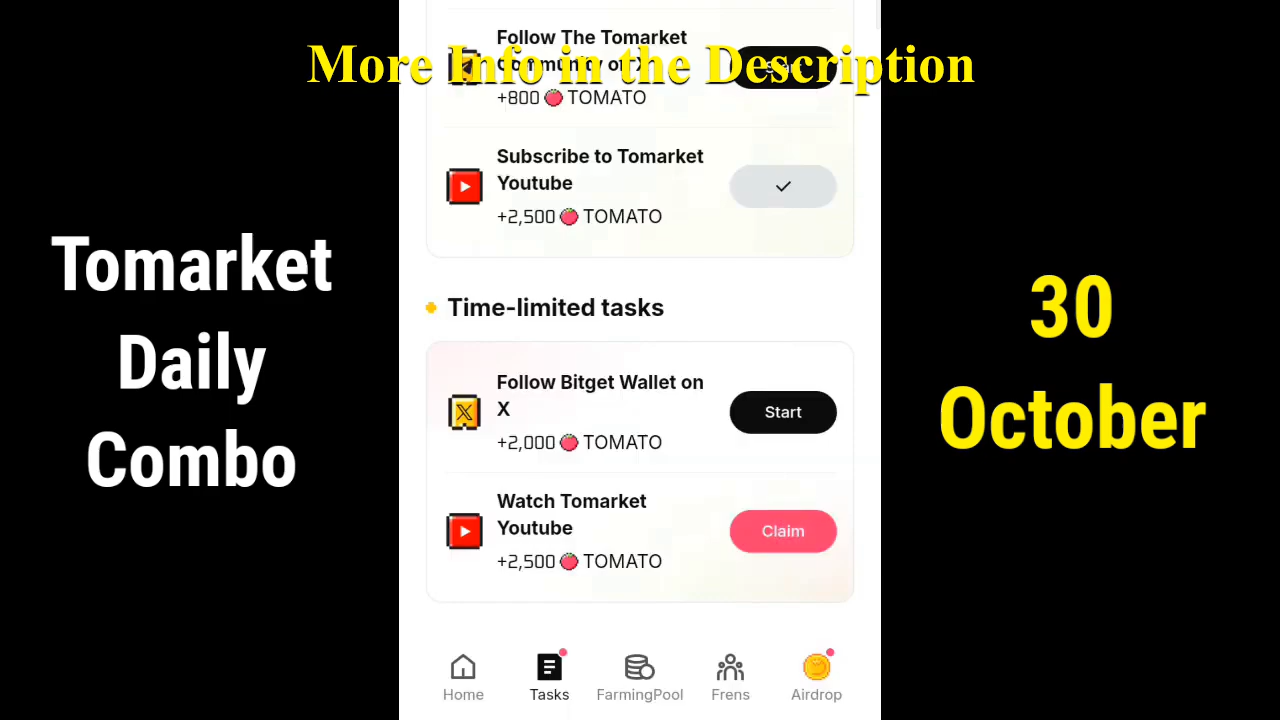 More Info in the Description
Follow The Tomarket
Community of X
+800 TOMATO
Subscribe to Tomarket
Youtube
+2,500 TOMATO
Time-limited tasks
Follow Bitget Wallet on
X
Start
+2,000 TOMATO
Watch Tomarket
Youtube
Claim
+2,500 TOMATO
Home
Tasks
FarmingPool
Frens
Airdrop
Tomarket
Daily
Combo
30
October